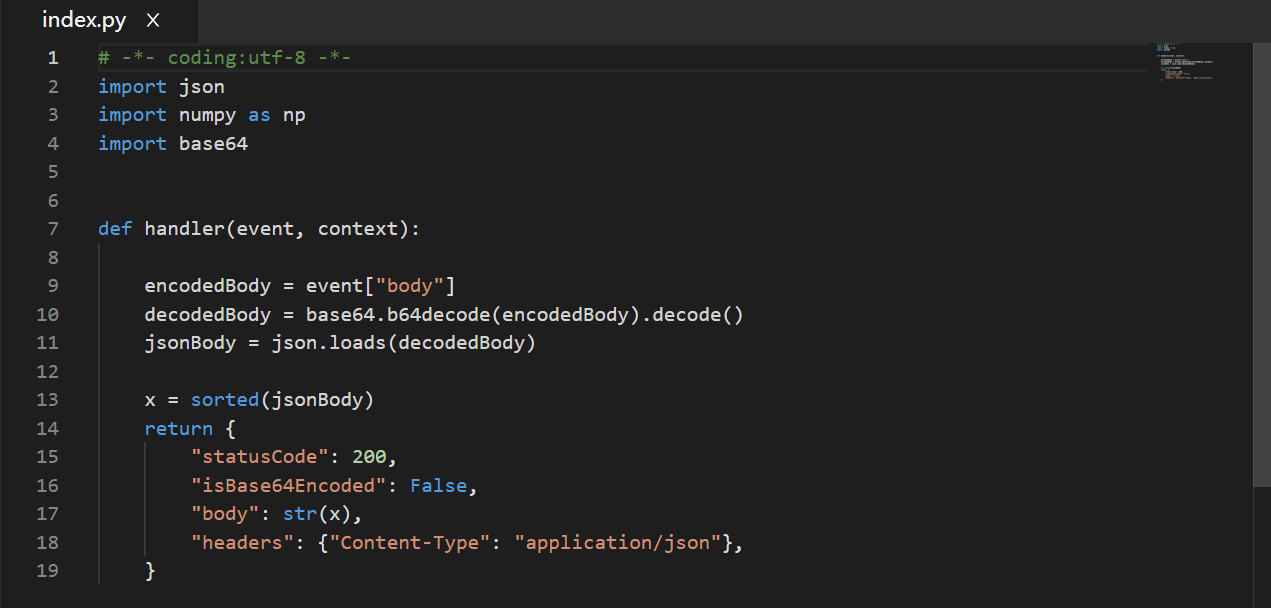 index.py X
1 # -*- coding:utf-8 -*-
2 import json
3 import numpy as np
4 import base64
5
6
7 def handler(event, context):
8
9     encodedBody = event["body"]
10     decodedBody = base64.b64decode(encodedBody).decode()
11     jsonBody = json.loads(decodedBody)
12
13     x = sorted(jsonBody)
14     return {
15         "statusCode": 200,
16         "isBase64Encoded": False,
17         "body": str(x),
18         "headers": {"Content-Type": "application/json"},
19     }